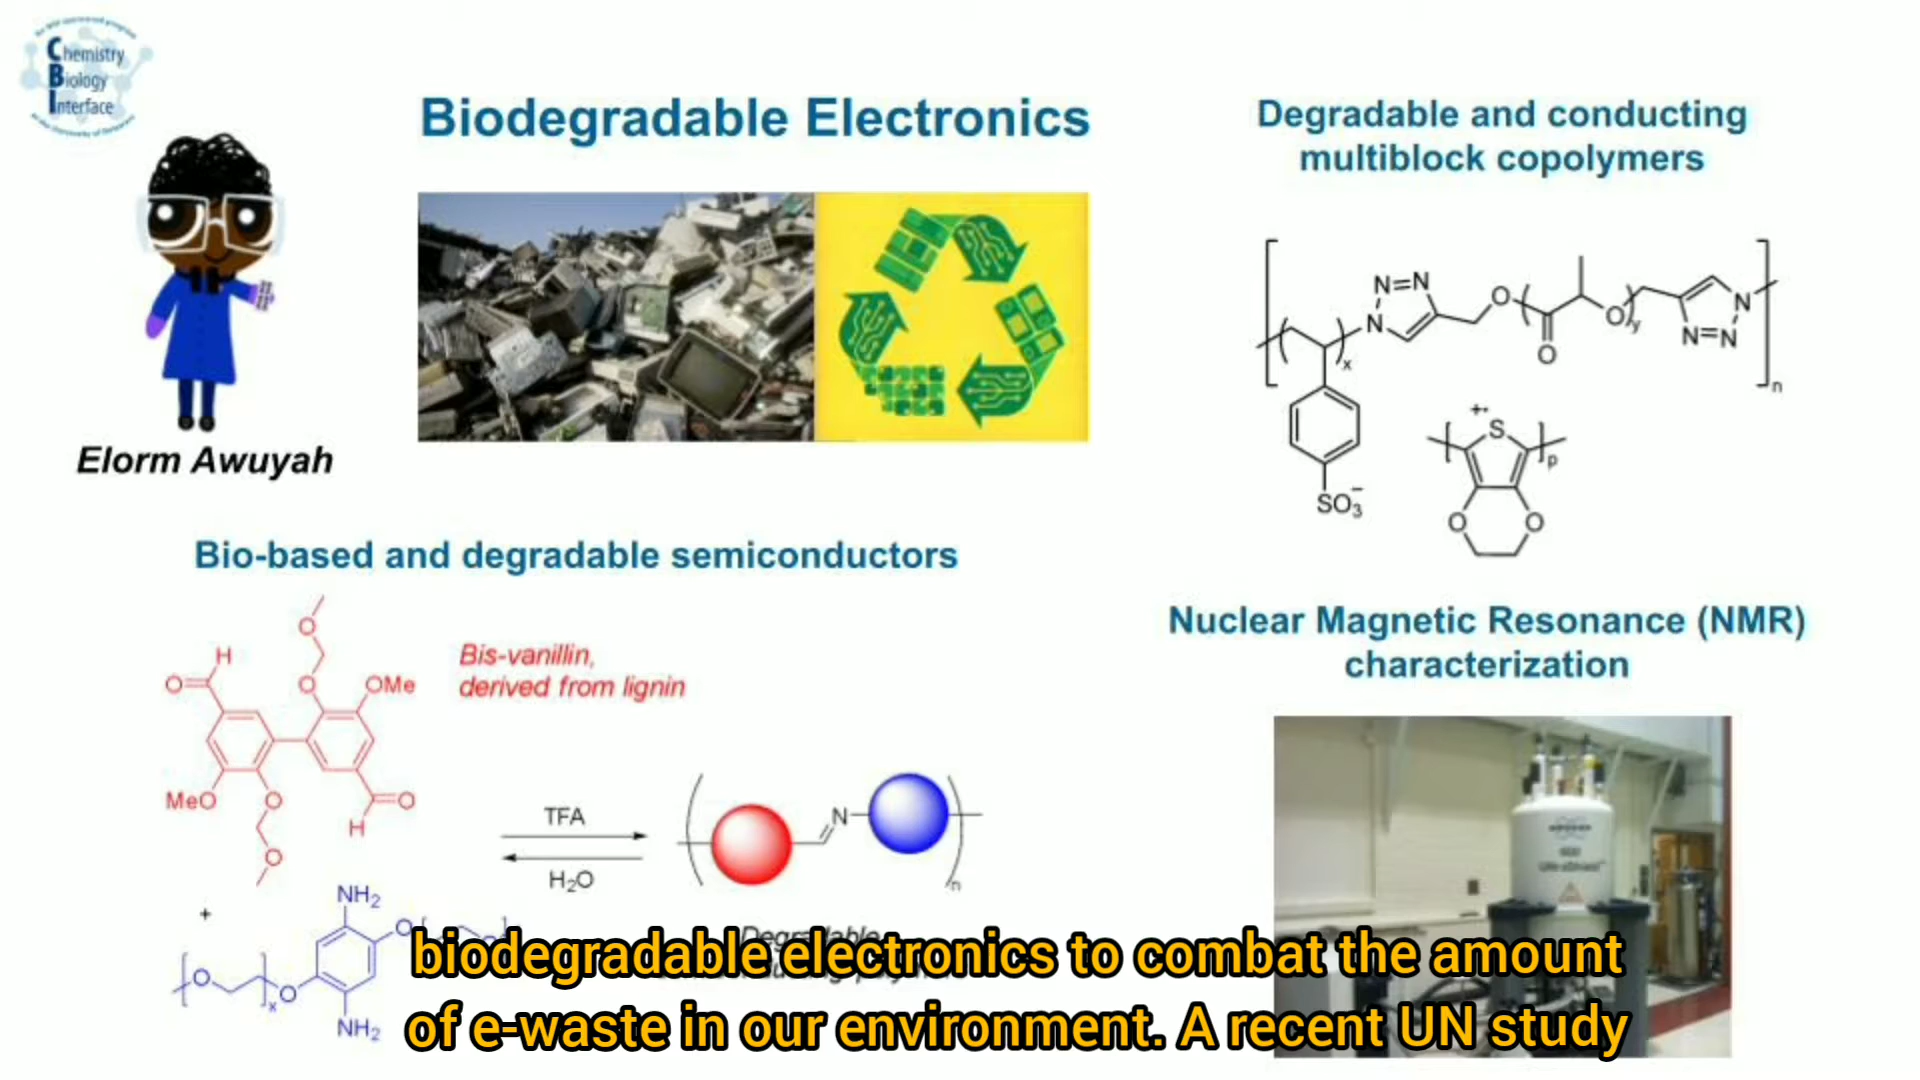 Chemistry
Biology
Interface
Biodegradable Electronics
Elorm Awuyah
Degradable and conducting
multiblock copolymers
N=N
N
O
O
O
y
N
N=N
x
n
SO3−
+•
S
p
O
O
Bio-based and degradable semiconductors
O
H
O
O
OMe
MeO
O
O
H
O
Bis-vanillin,
derived from lignin
+
NH2
O
O
O
x
NH2
TFA
H2O
N
n
Degradable
Nuclear Magnetic Resonance (NMR)
characterization
biodegradable electronics to combat the amount
of e-waste in our environment. A recent UN study